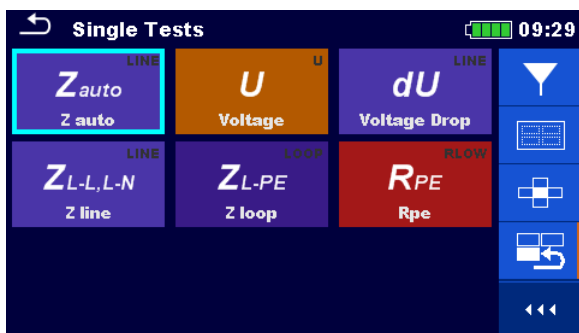 Single Tests 09:29
LINE U LINE
Zauto U dU
Z auto Voltage Voltage Drop
LINE LOOP RLOW
ZL-L,L-N ZL-PE RPE
Z line Z loop Rpe